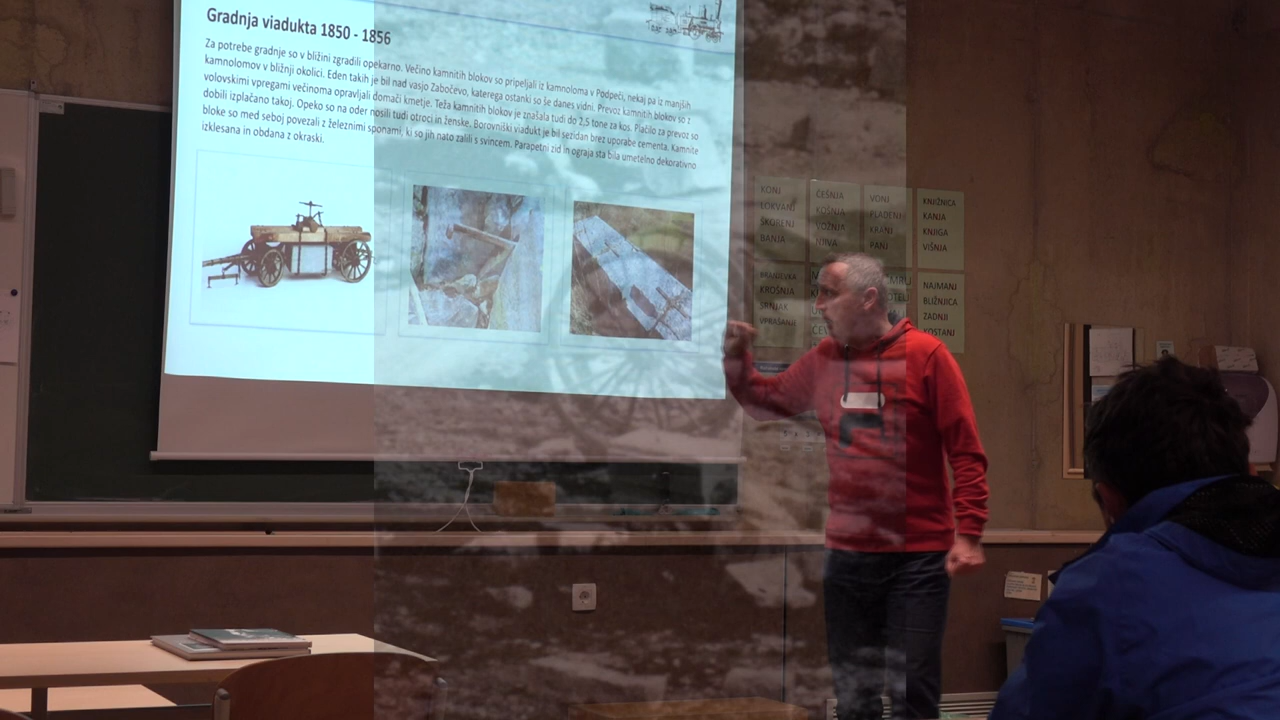 Gradnja viadukta 1850 - 1856
Za potrebe gradnje so v bližini zgradili opekarno. Večino kamnitih blokov so pripeljali iz kamnoloma v Podpeči, nekaj pa iz manjših
kamnolomov v bližnji okolici. Eden takih je bil nad vasjo Zabočevo, katerega ostanki so še danes vidni. Prevoz kamnitih blokov so z
volovskimi vpregami večinoma opravljali domači kmetje. Teža kamnitih blokov je znašala tudi do 2,5 tone za kos. Plačilo za prevoz so
dobili izplačano takoj. Opeko so na oder nosili tudi otroci in ženske. Borovniški viadukt je bil sezidan brez uporabe cementa. Kamnite
bloke so med seboj povezali z železnimi sponami, ki so jih nato zalili s svincem. Parapetni zid in ograja sta bila umetelno dekorativno
izklesana in obdana z okraski.
KONJ
LOKVANJ
ŠKORENJ
BANJA
ČEŠNJA
KOŠNJA
VOŽNJA
NJIVA
VONJ
PLADENJ
KRANJ
PANJ
KNJIŽNICA
KANJA
KNJIGA
VIŠNJA
BRANJEVKA
KROŠNJA
SRNJAK
VPRAŠANJ
NAJMANJ
BLIŽNJICA
ZADNJI
KOSTANJ